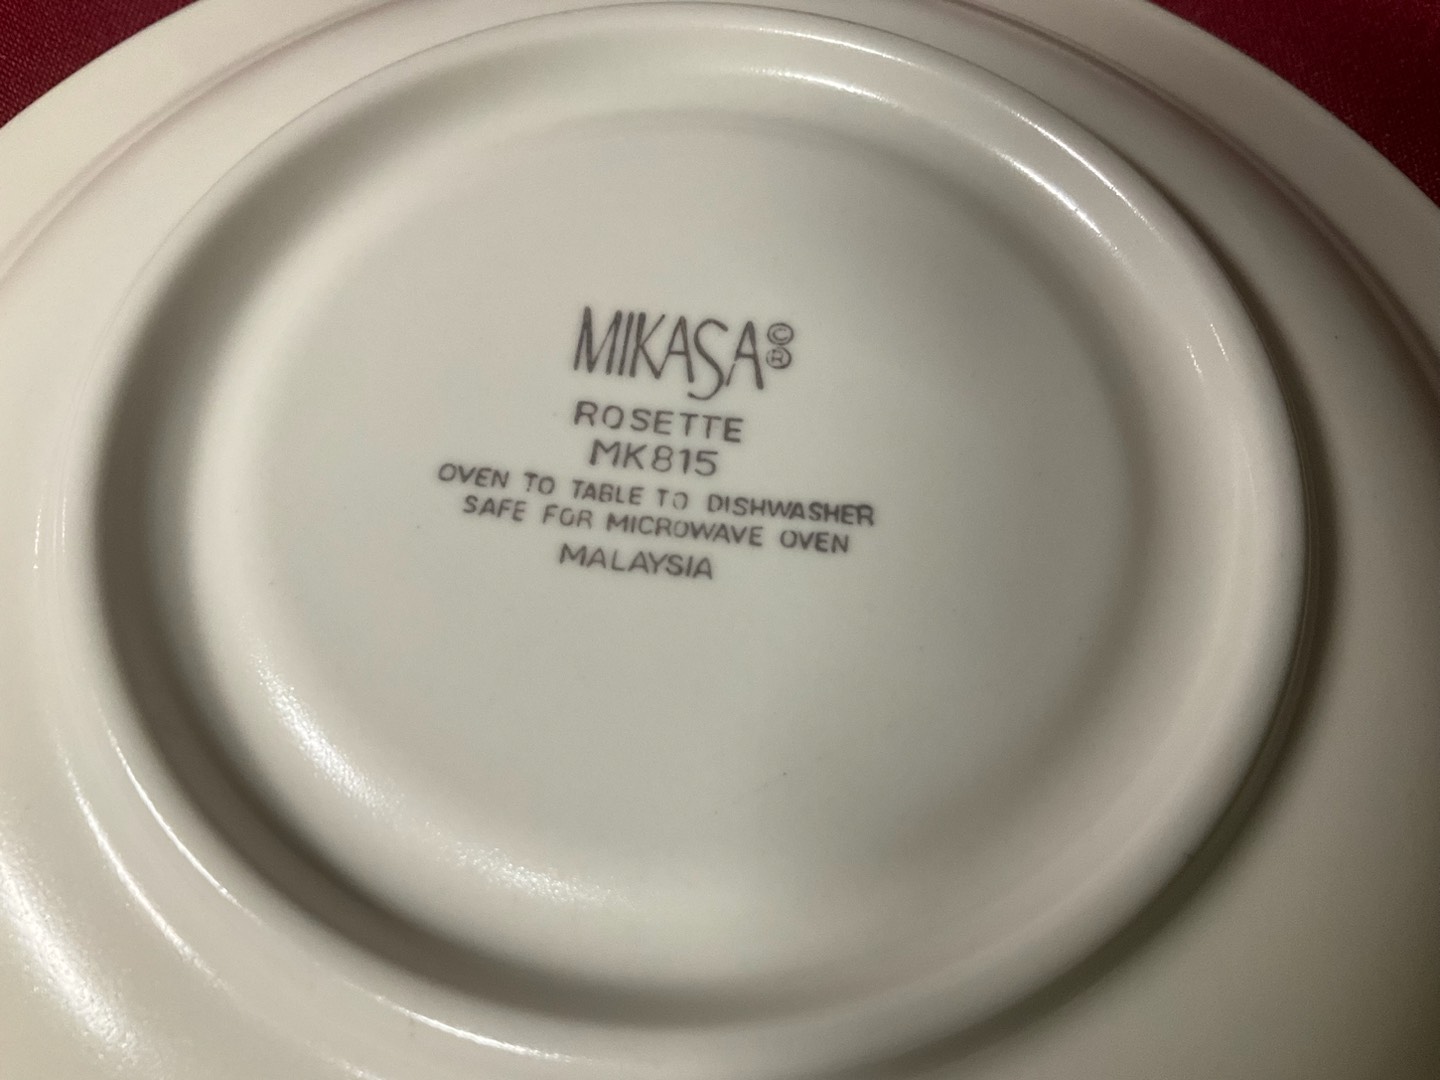 MIKASA©®
ROSETTE
MK815
OVEN TO TABLE TO DISHWASHER
SAFE FOR MICROWAVE OVEN
MALAYSIA